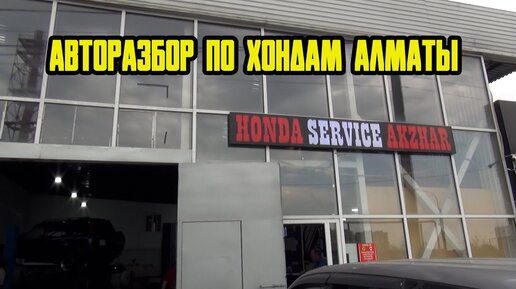 АВТОРАЗБОР ПО ХОНДАМ АЛМАТЫ
HONDA SERVICE AKZHAR